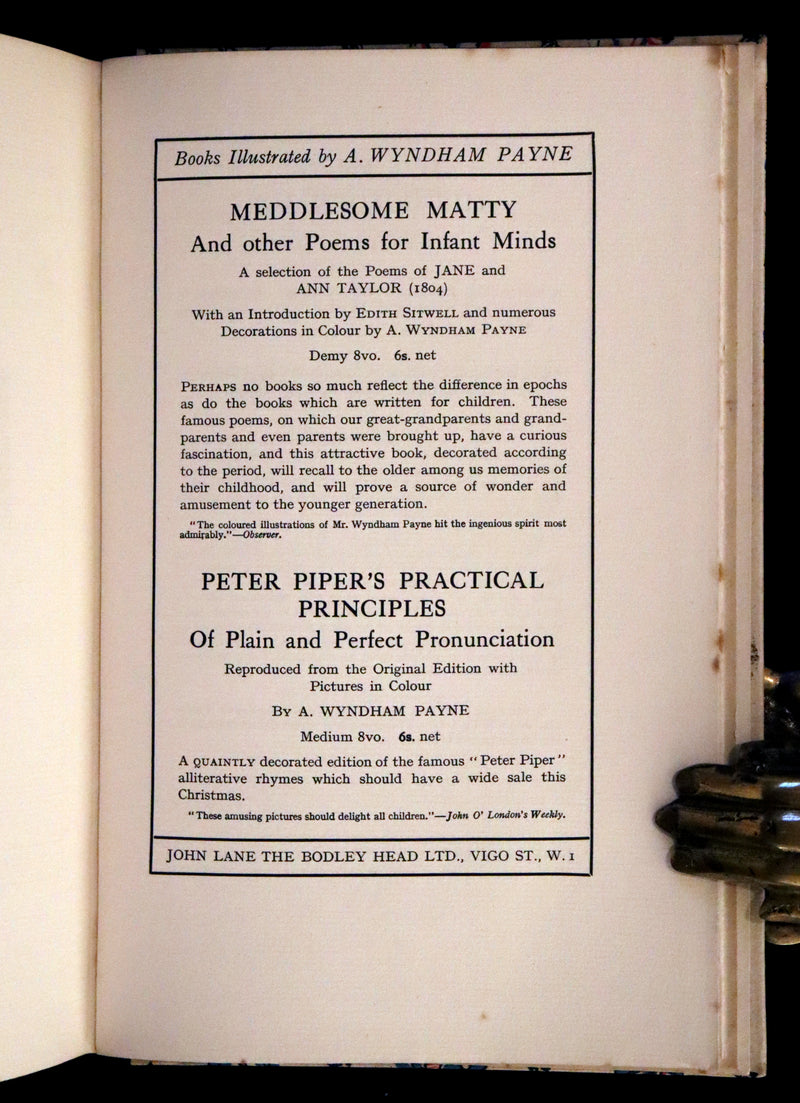 Books Illustrated by A. WYNDHAM PAYNE
MEDDLESOME MATTY
And other Poems for Infant Minds
A selection of the Poems of JANE and
ANN TAYLOR (1804)
With an Introduction by EDITH SITWELL and numerous
Decorations in Colour by A. WYNDHAM PAYNE
Demy 8vo. 6s. net
PERHAPS no books so much reflect the difference in epochs
as do the books which are written for children. These
famous poems, on which our great-grandparents and grand-
parents and even parents were brought up, have a curious
fascination, and this attractive book, decorated according
to the period, will recall to the older among us memories of
their childhood, and will prove a source of wonder and
amusement to the younger generation.
"The coloured illustrations of Mr. Wyndham Payne hit the ingenious spirit most
admirably."—Observer.
PETER PIPER'S PRACTICAL
PRINCIPLES
Of Plain and Perfect Pronunciation
Reproduced from the Original Edition with
Pictures in Colour
BY A. WYNDHAM PAYNE
Medium 8vo. 6s. net
A QUAINTLY decorated edition of the famous "Peter Piper"
alliterative rhymes which should have a wide sale this
Christmas.
"These amusing pictures should delight all children."—John O' London's Weekly.
JOHN LANE THE BODLEY HEAD LTD., VIGO ST., W.1